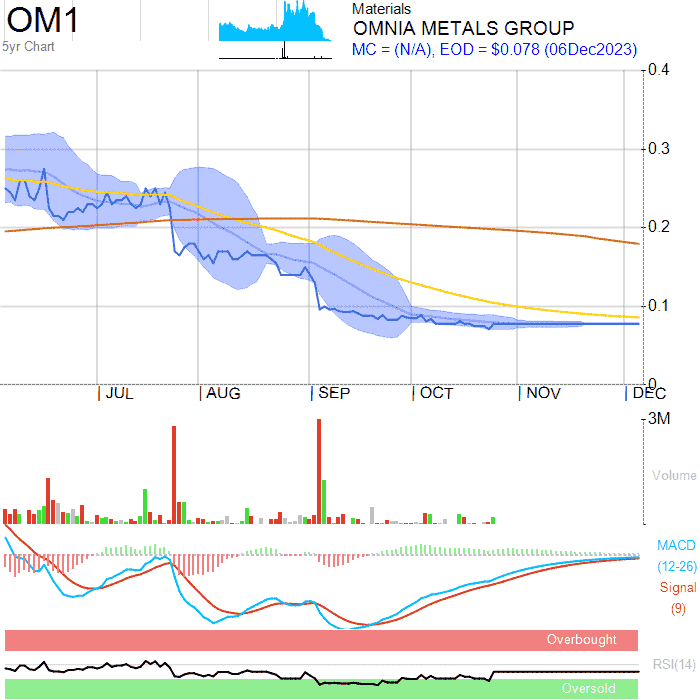 OM1
5yr Chart
Materials
OMNIA METALS GROUP
MC = (N/A), EOD = $0.078 (06Dec2023)
0.4
0.3
0.2
0.1
0
JUL AUG SEP OCT NOV DEC
3M
Volume
MACD
(12-26)
Signal
(9)
Overbought
RSI(14)
Oversold